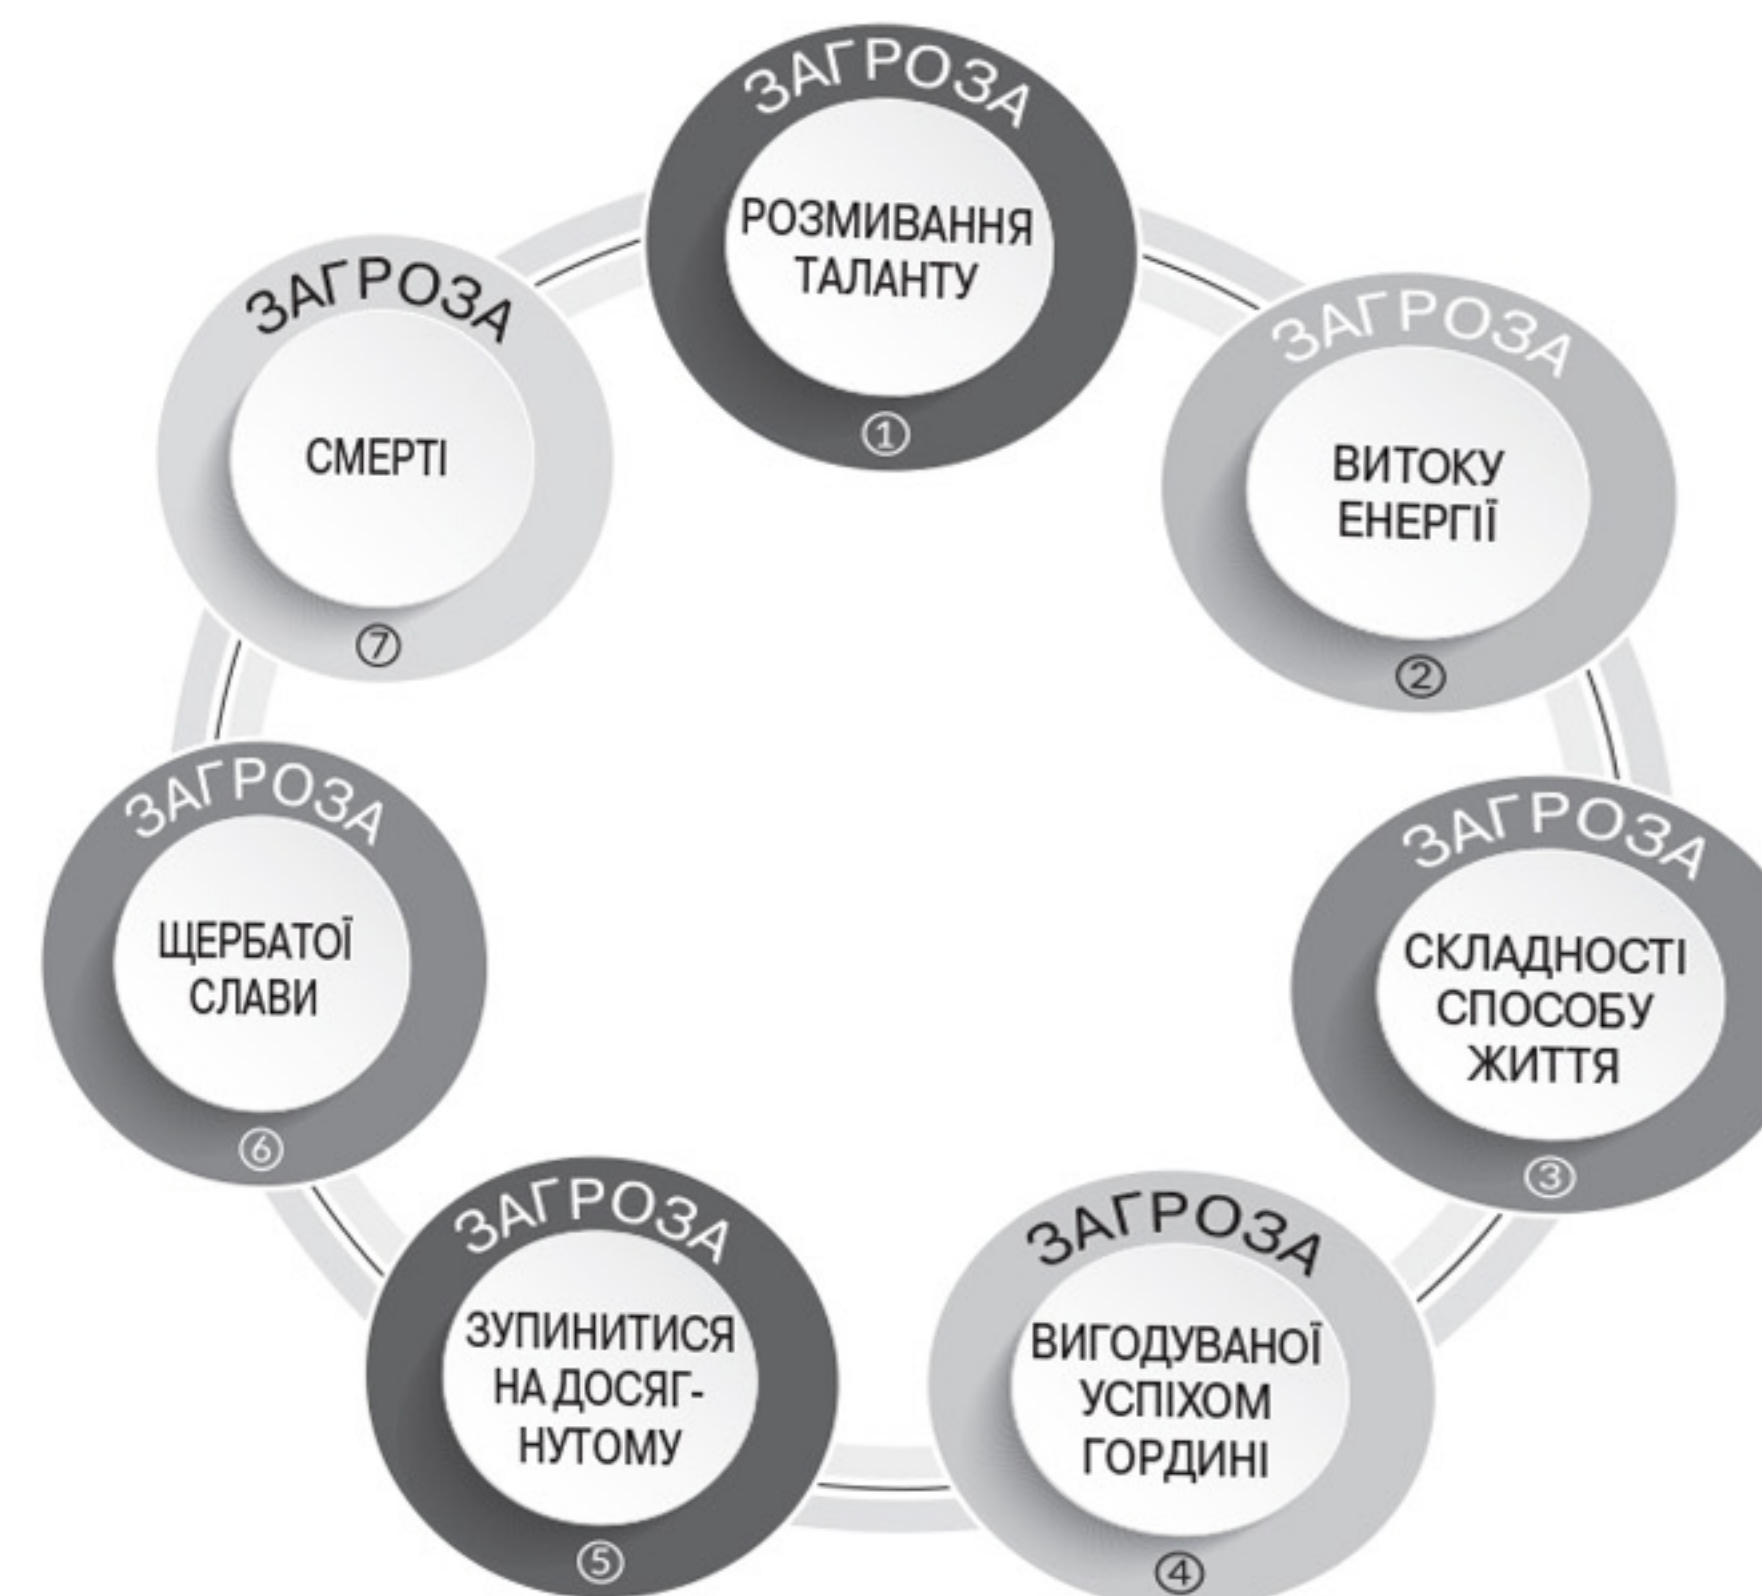 ЗАГРОЗА
РОЗМИВАННЯ
ТАЛАНТУ
①
ЗАГРОЗА
ВИТОКУ
ЕНЕРГІЇ
②
ЗАГРОЗА
СКЛАДНОСТІ
СПОСОБУ
ЖИТТЯ
③
ЗАГРОЗА
ВИГОДУВАНОЇ
УСПІХОМ
ГОРДИНІ
④
ЗАГРОЗА
ЗУПИНИТИСЯ
НА ДОСЯГ-
НУТОМУ
⑤
ЗАГРОЗА
ЩЕРБАТОЇ
СЛАВИ
⑥
ЗАГРОЗА
СМЕРТІ
⑦